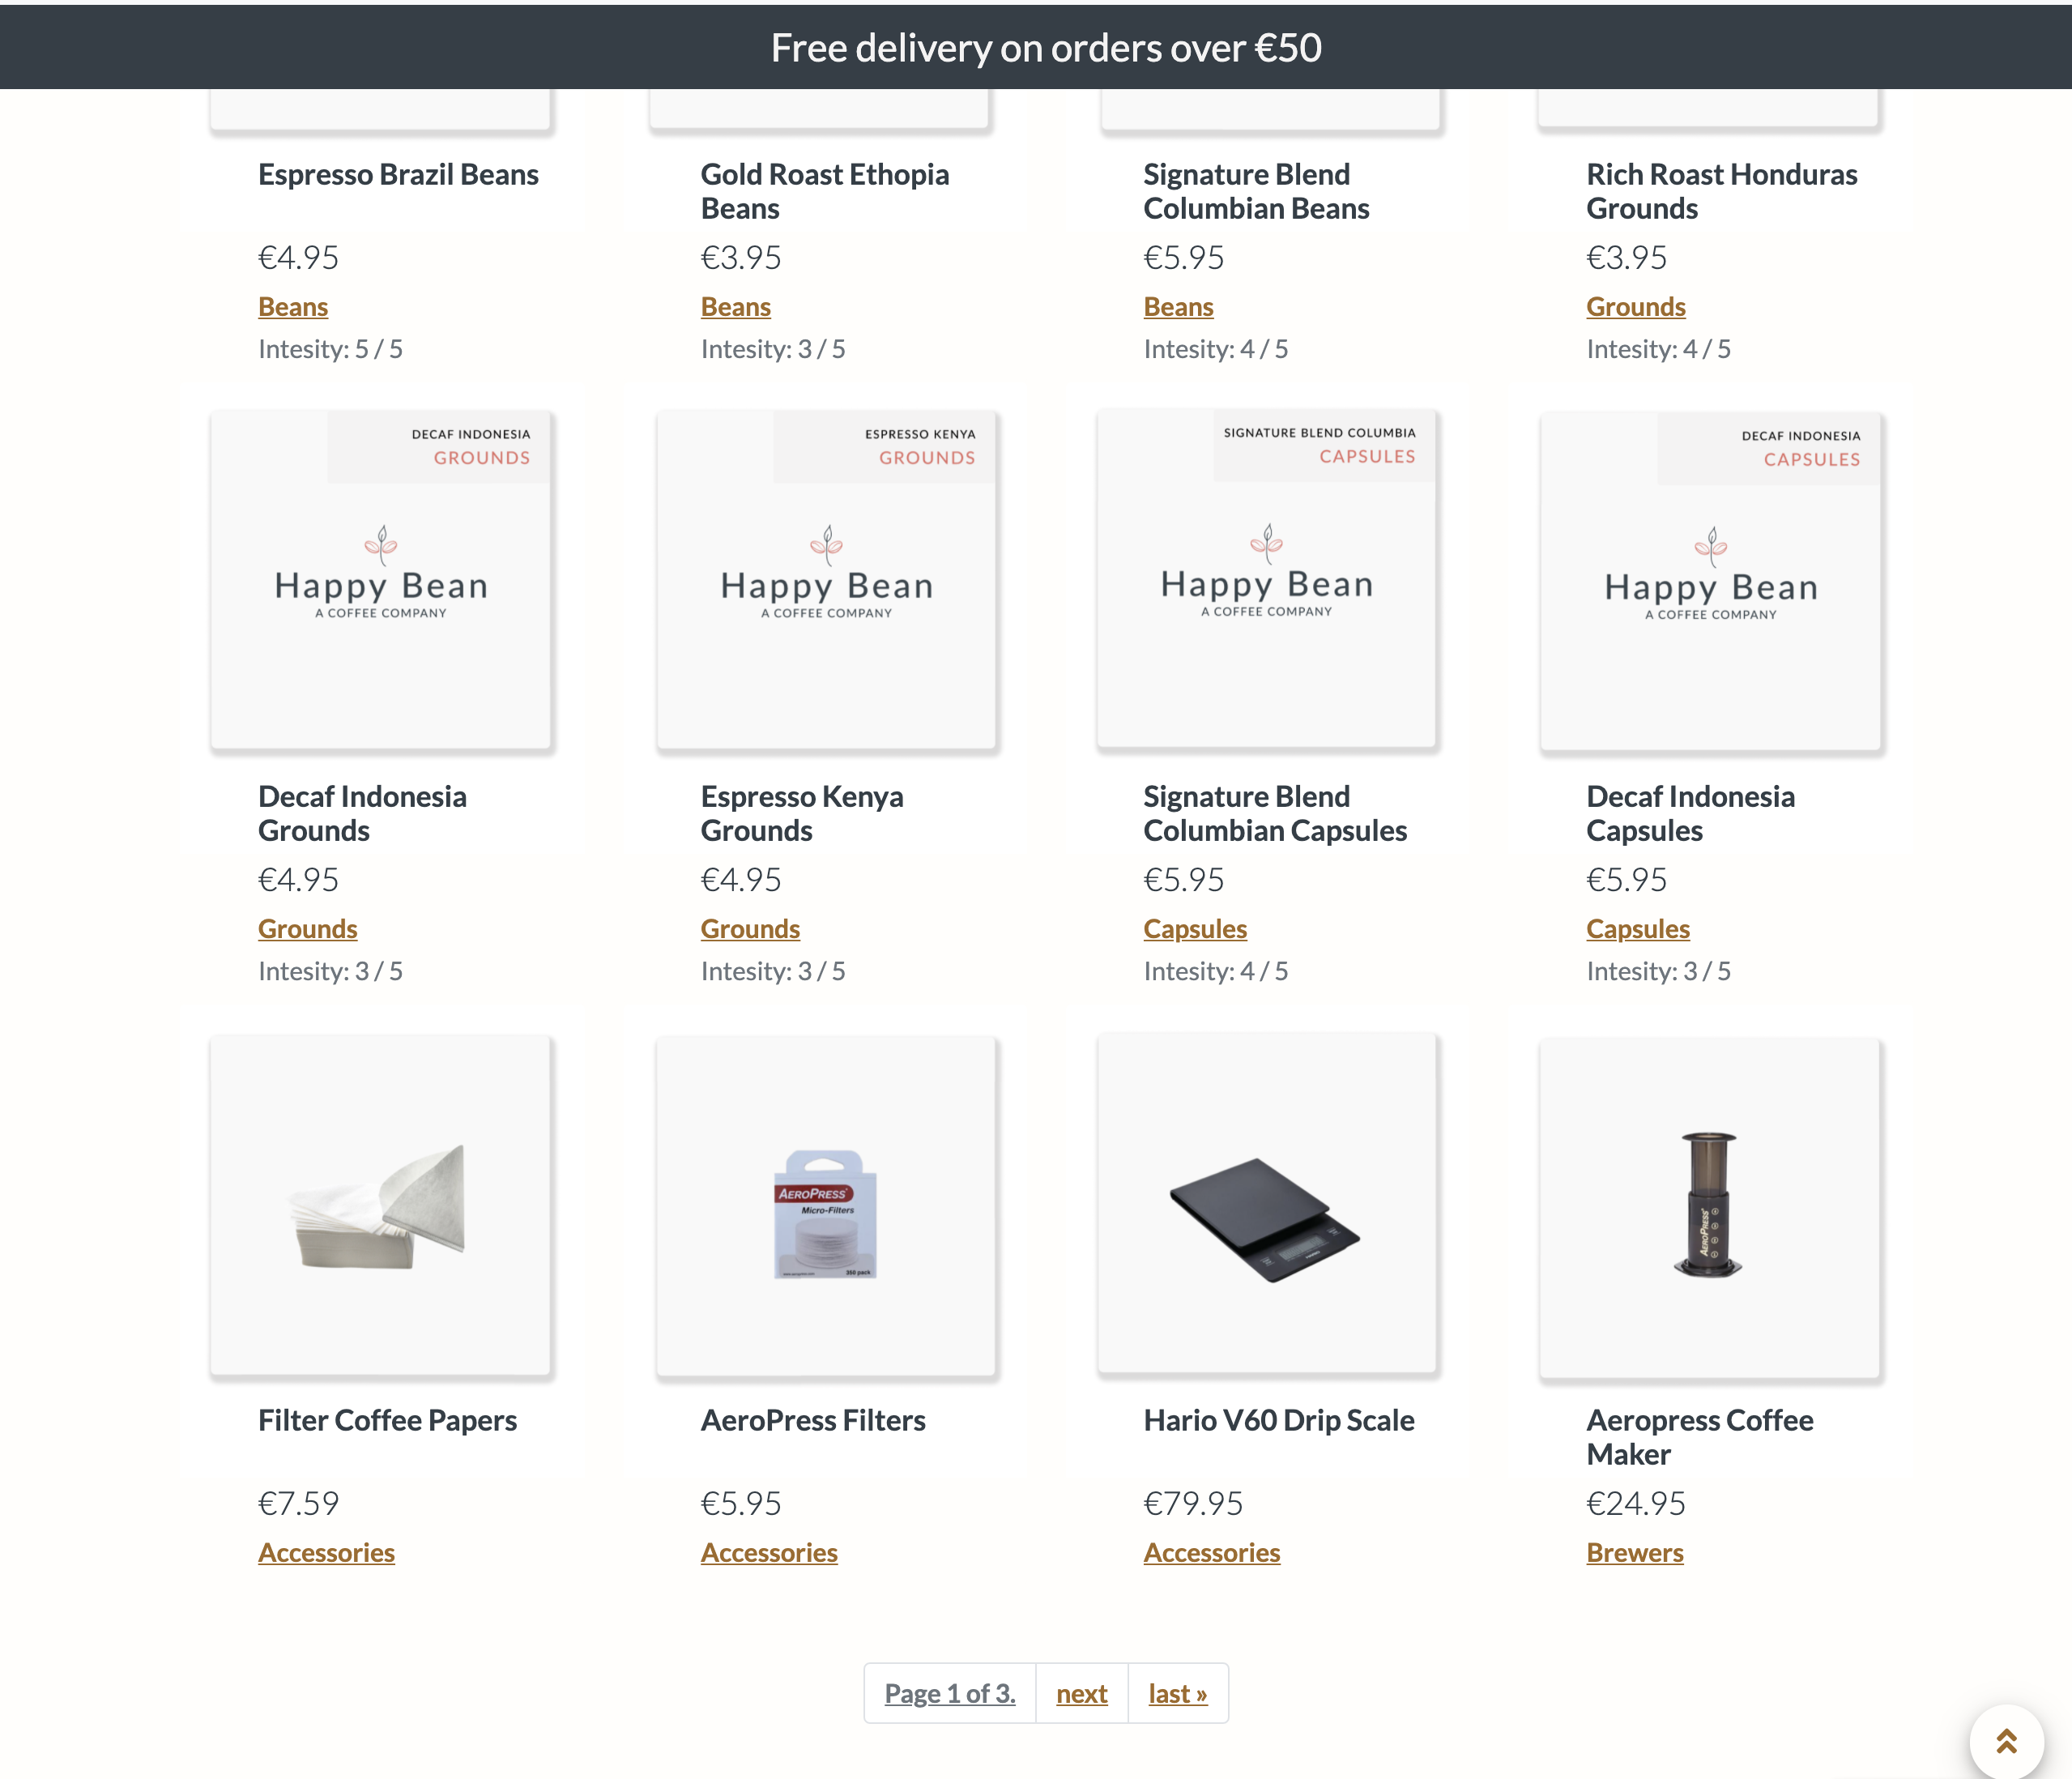 Free delivery on orders over €50
Espresso Brazil Beans
€4.95
Beans
Intesity: 5 / 5
Gold Roast Ethopia
Beans
€3.95
Beans
Intesity: 3 / 5
Signature Blend
Columbian Beans
€5.95
Beans
Intesity: 4 / 5
Rich Roast Honduras
Grounds
€3.95
Grounds
Intesity: 4 / 5
DECAF INDONESIA
GROUNDS
Happy Bean
A COFFEE COMPANY
Decaf Indonesia
Grounds
€4.95
Grounds
Intesity: 3 / 5
ESPRESSO KENYA
GROUNDS
Happy Bean
A COFFEE COMPANY
Espresso Kenya
Grounds
€4.95
Grounds
Intesity: 3 / 5
SIGNATURE BLEND COLUMBIA
CAPSULES
Happy Bean
A COFFEE COMPANY
Signature Blend
Columbian Capsules
€5.95
Capsules
Intesity: 4 / 5
DECAF INDONESIA
CAPSULES
Happy Bean
A COFFEE COMPANY
Decaf Indonesia
Capsules
€5.95
Capsules
Intesity: 3 / 5
Filter Coffee Papers
€7.59
Accessories
AEROPRESS
Micro-Filters
350 pack
AeroPress Filters
€5.95
Accessories
Hario V60 Drip Scale
€79.95
Accessories
AEROPRESS
Aeropress Coffee
Maker
€24.95
Brewers
Page 1 of 3.
next
last »